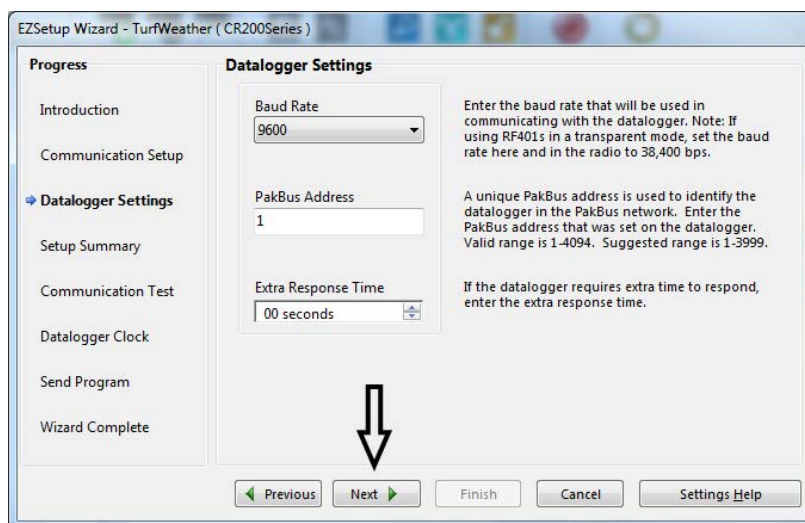 EZSetup Wizard - TurfWeather ( CR200Series )
Progress
Introduction
Communication Setup
Datalogger Settings
Setup Summary
Communication Test
Datalogger Clock
Send Program
Wizard Complete
Datalogger Settings
Baud Rate
9600
Enter the baud rate that will be used in
communicating with the datalogger. Note: If
using RF401s in a transparent mode, set the baud
rate here and in the radio to 38,400 bps.
PakBus Address
1
A unique PakBus address is used to identify the
datalogger in the PakBus network. Enter the
PakBus address that was set on the datalogger.
Valid range is 1-4094. Suggested range is 1-3999.
Extra Response Time
00 seconds
If the datalogger requires extra time to respond,
enter the extra response time.
Previous
Next
Finish
Cancel
Settings Help